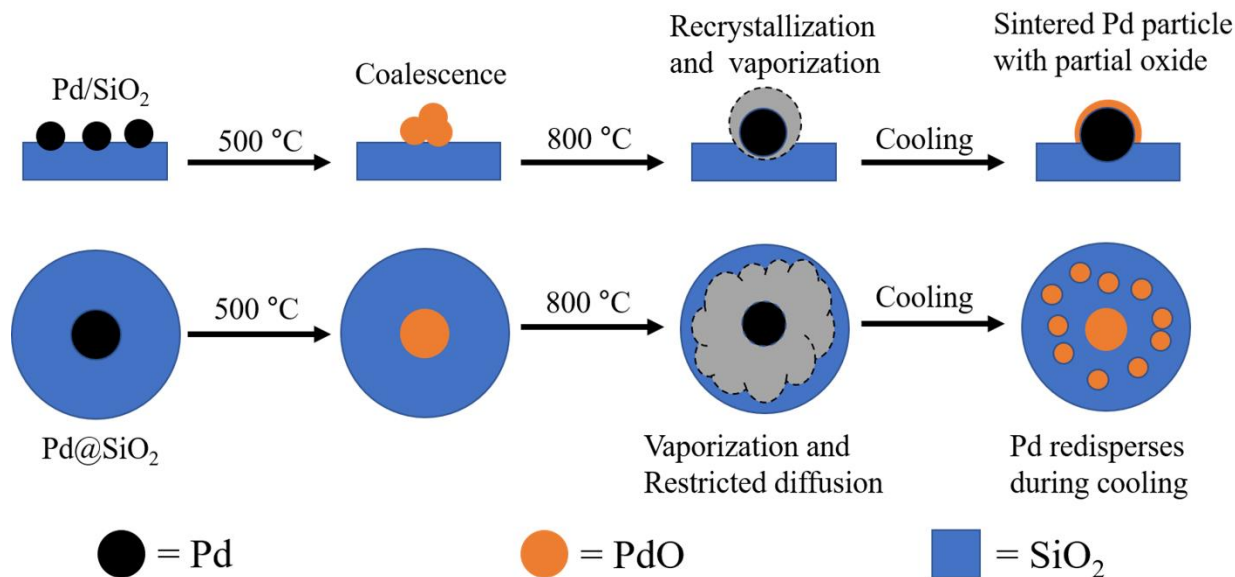 Pd/SiO₂
500 °C
Coalescence
800 °C
Recrystallization
and vaporization
Cooling
Sintered Pd particle
with partial oxide
Pd@SiO₂
500 °C
800 °C
Vaporization and
Restricted diffusion
Cooling
Pd redisperses
during cooling
= Pd
= PdO
= SiO₂